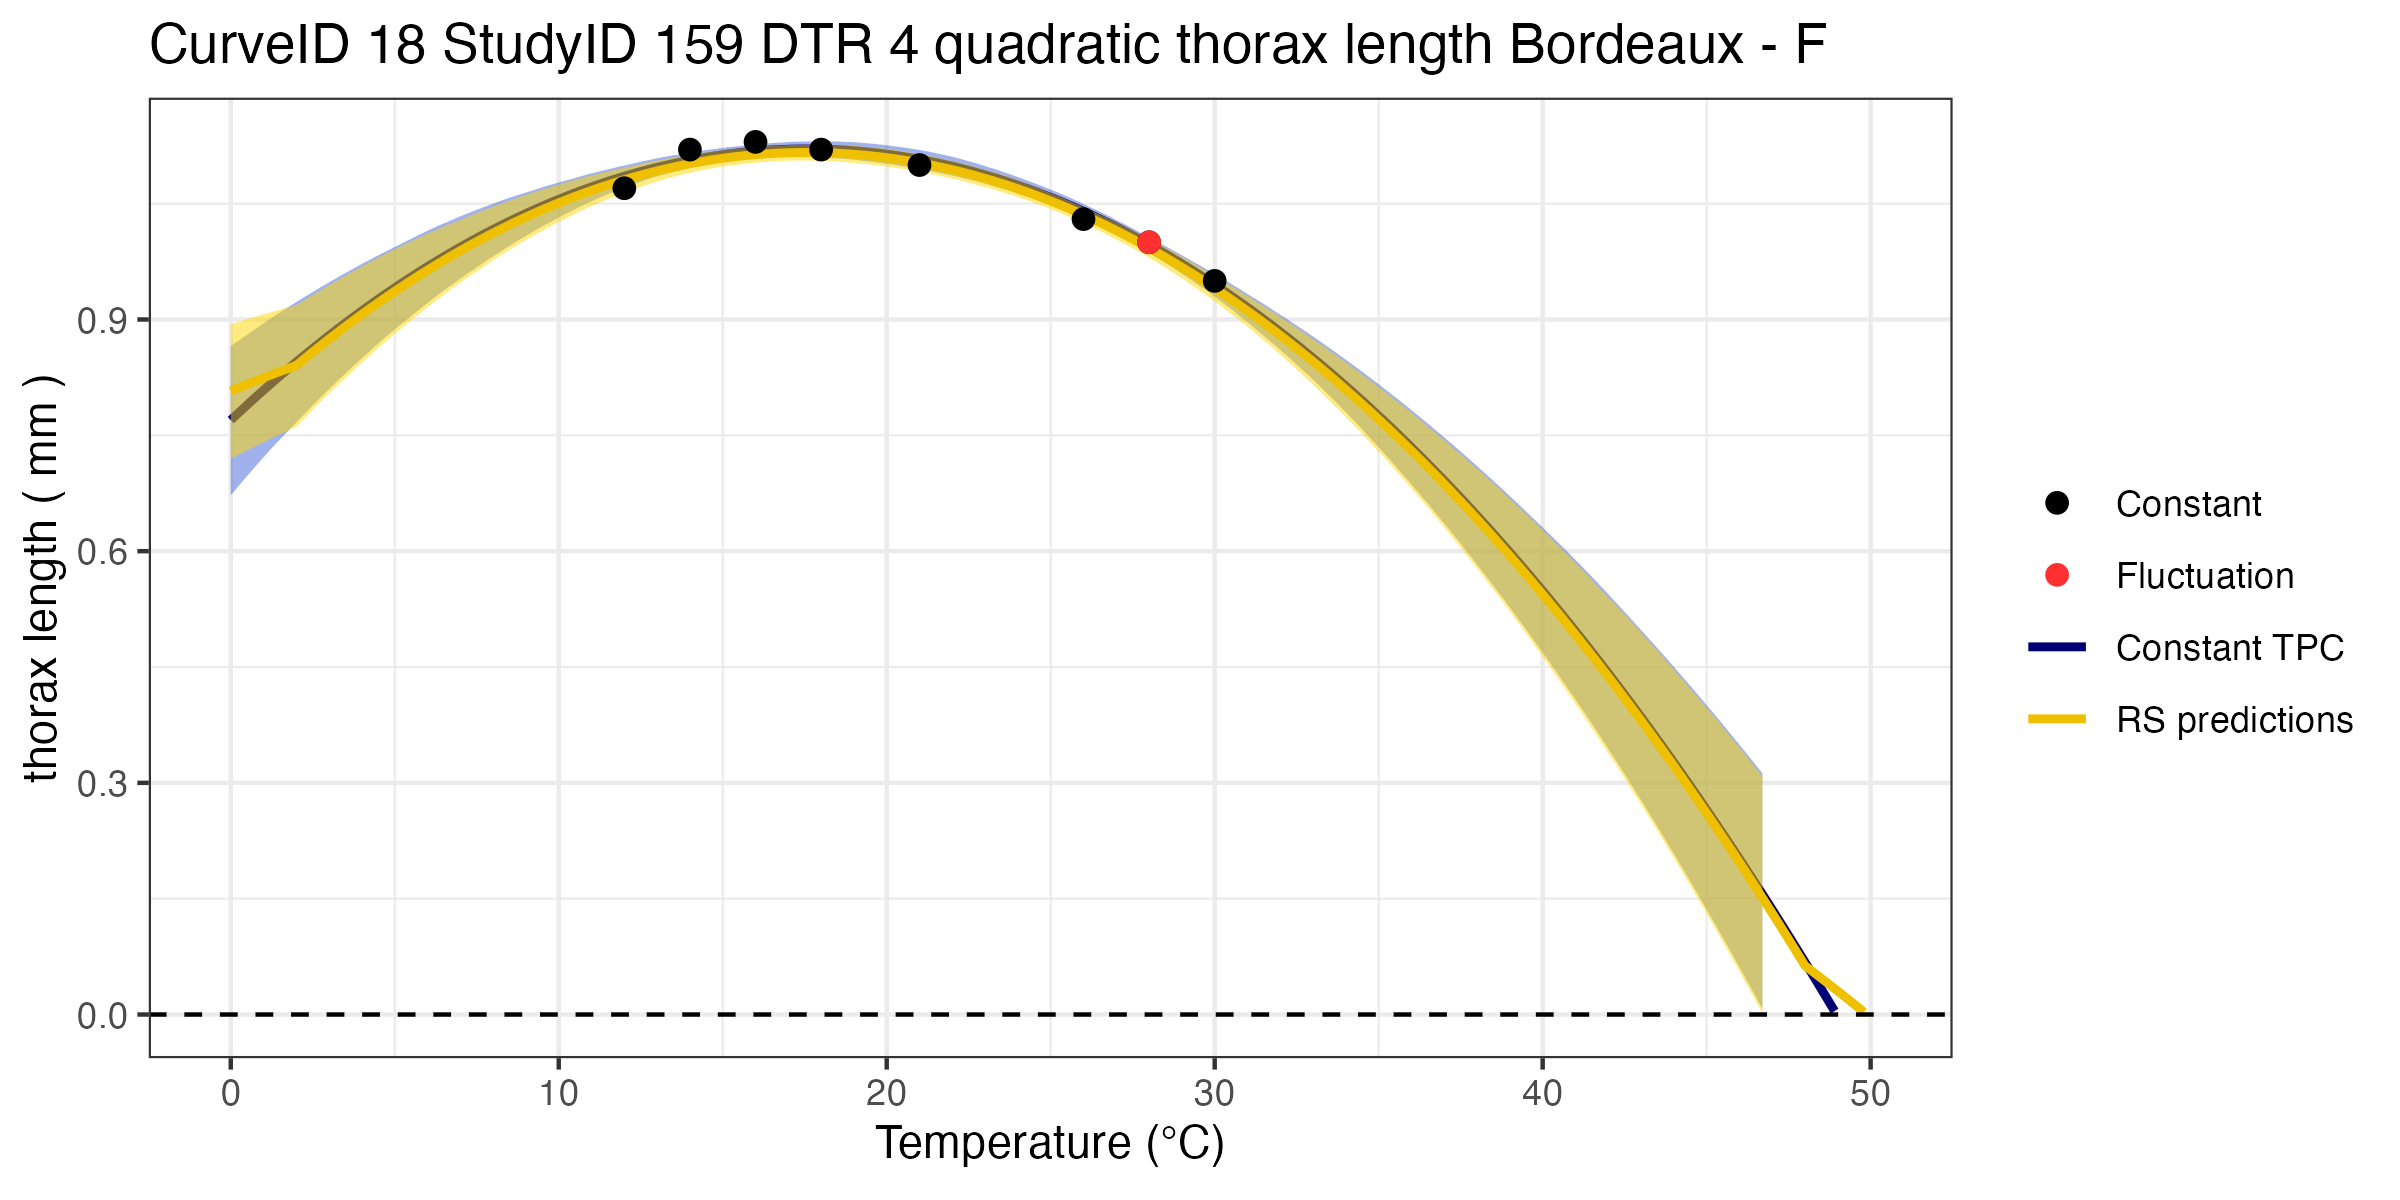 CurveID 18 StudyID 159 DTR 4 quadratic thorax length Bordeaux - F
thorax length ( mm )
0.9
0.6
0.3
0.0
0 10 20 30 40 50
Temperature (°C)
Constant
Fluctuation
Constant TPC
RS predictions